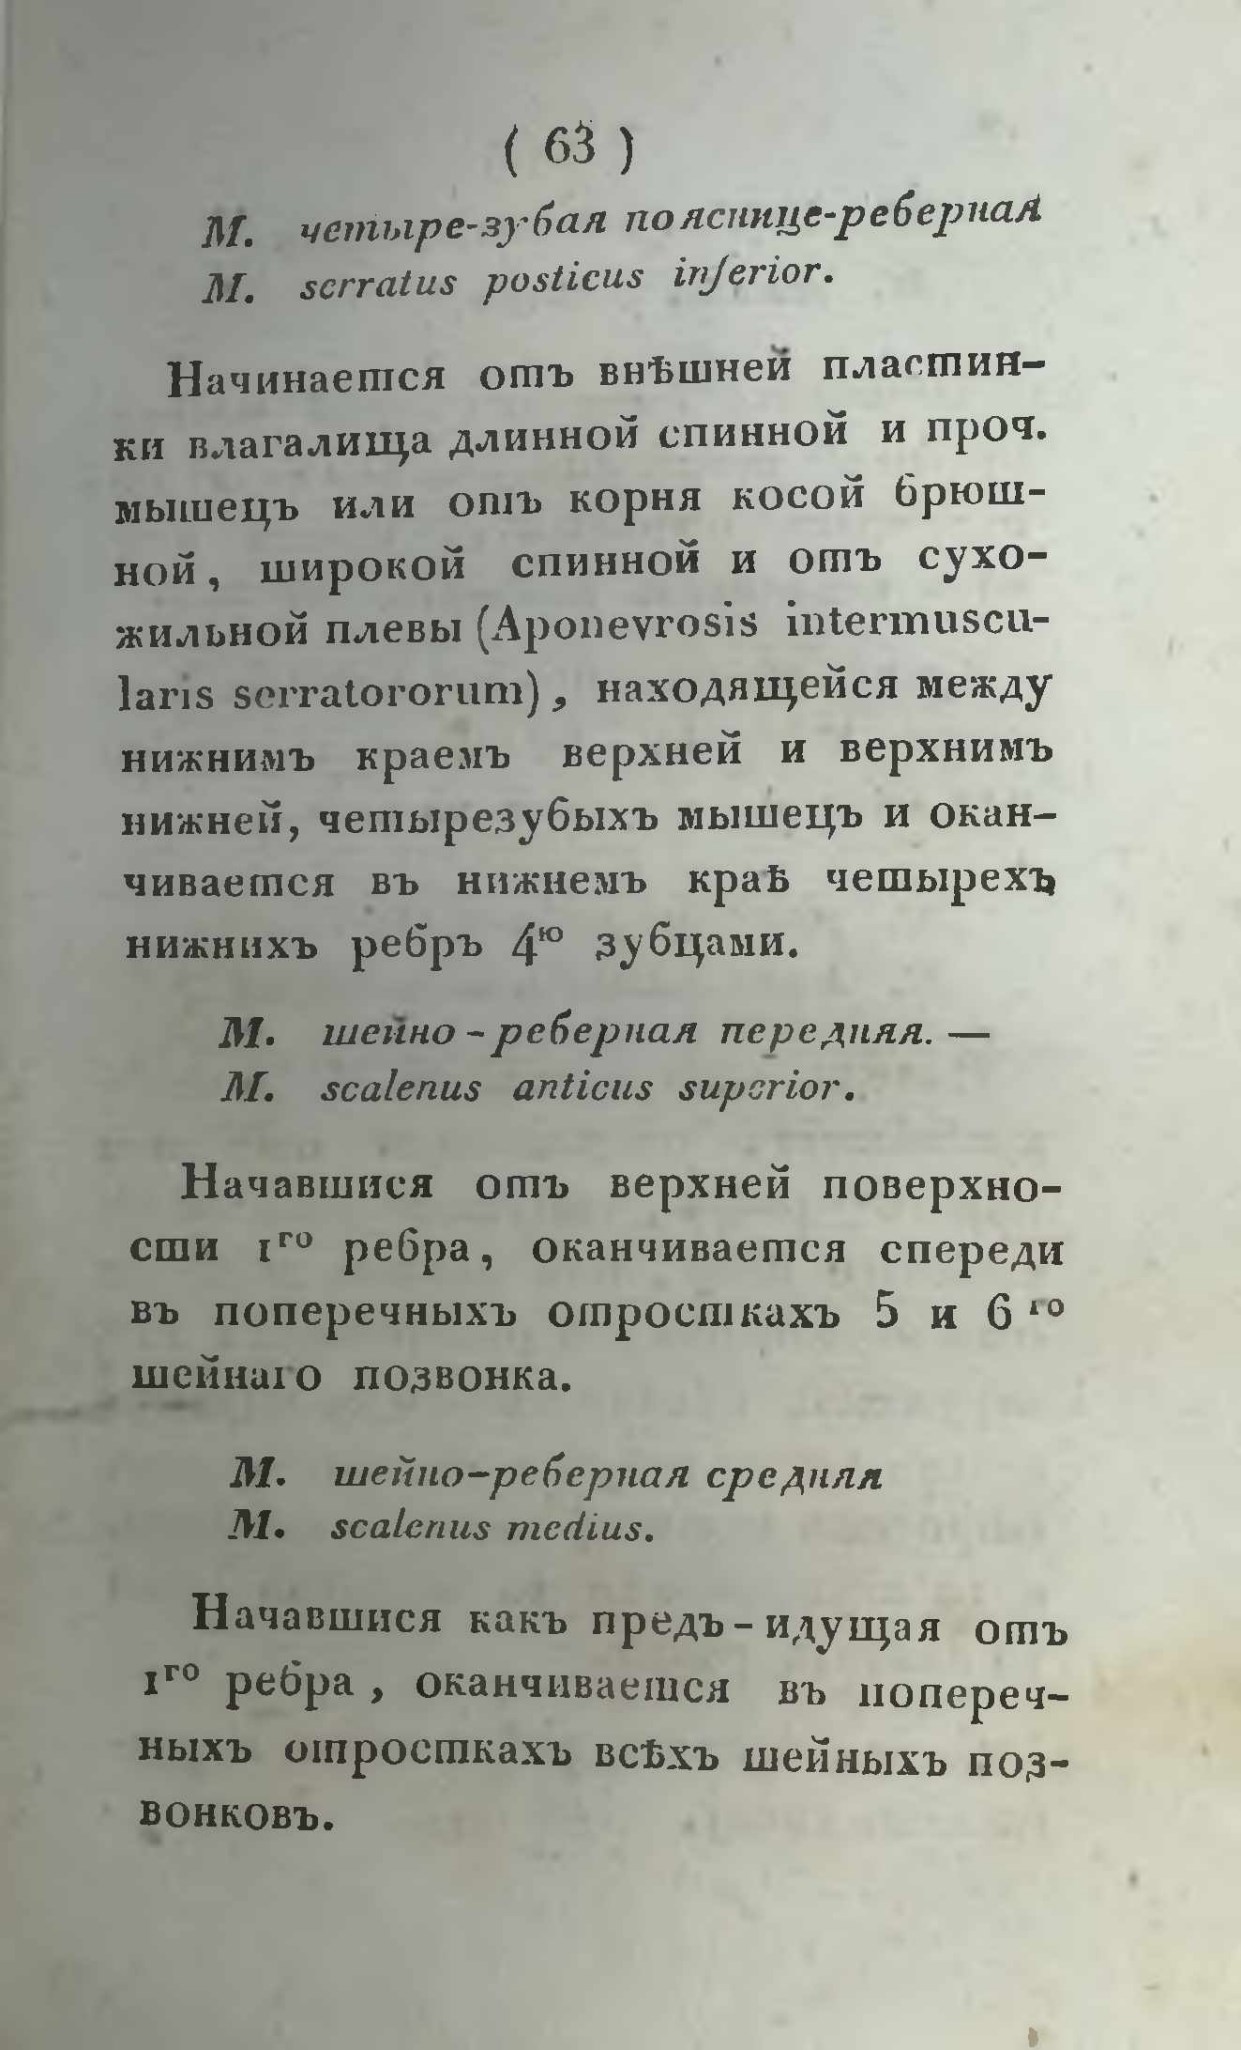 ( 63 )
М. четыре-зубая пояснице-реберная
M. serratus posticus inferior.
Начинается отъ внѣшней пластин-
ки влагалища длинной спинной и проч.
мышецъ или отъ корня косой брюш-
ной, широкой спинной и отъ сухо-
жильной плевы (Aponevrosis intermuscu-
laris serratororum), находящейся между
нижнимъ краемъ верхней и верхнимъ
нижней, четырезубыхъ мышецъ и окан-
чивается въ нижнемъ краѣ четырехъ
нижнихъ ребръ 4ю зубцами.
М. шейно-реберная передняя. —
M. scalenus anticus superior.
Начавшися отъ верхней поверхно-
сти 1го ребра, оканчивается спереди
въ поперечныхъ отросткахъ 5 и 6го
шейнаго позвонка.
М. шейно-реберная средняя
M. scalenus medius.
Начавшися какъ предъ-идущая отъ
1го ребра, оканчивается въ попереч-
ныхъ отросткахъ всѣхъ шейныхъ поз-
вонковъ.